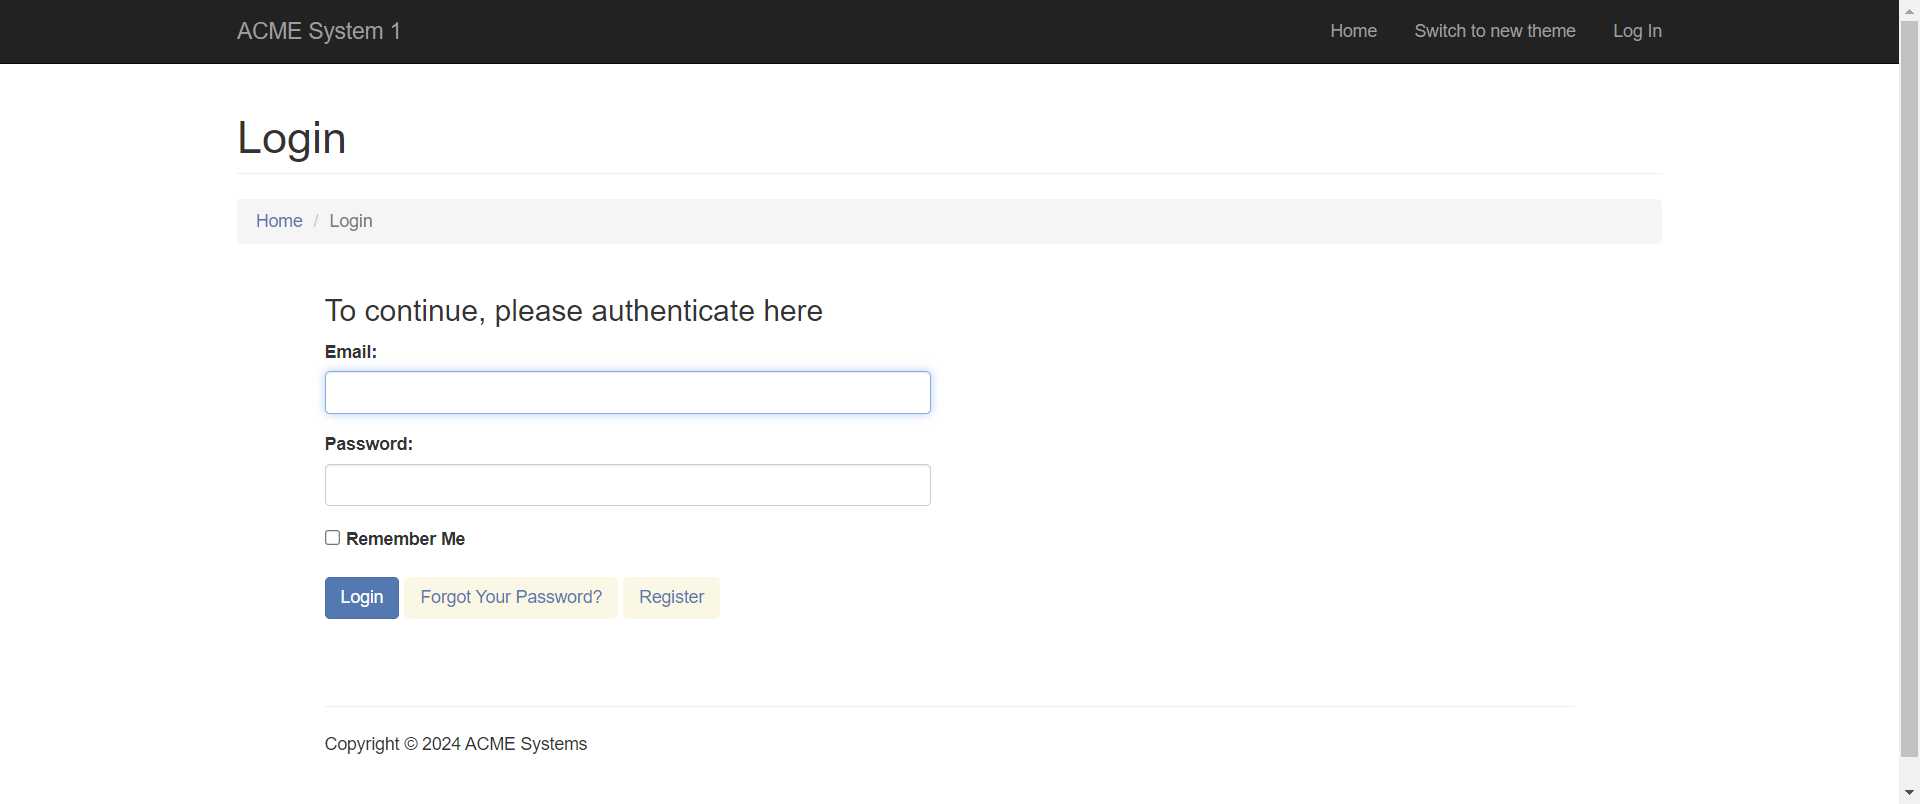 ACME System 1
Home
Switch to new theme
Log In
Login
Home / Login
To continue, please authenticate here
Email:
Password:
Remember Me
Login
Forgot Your Password?
Register
Copyright © 2024 ACME Systems